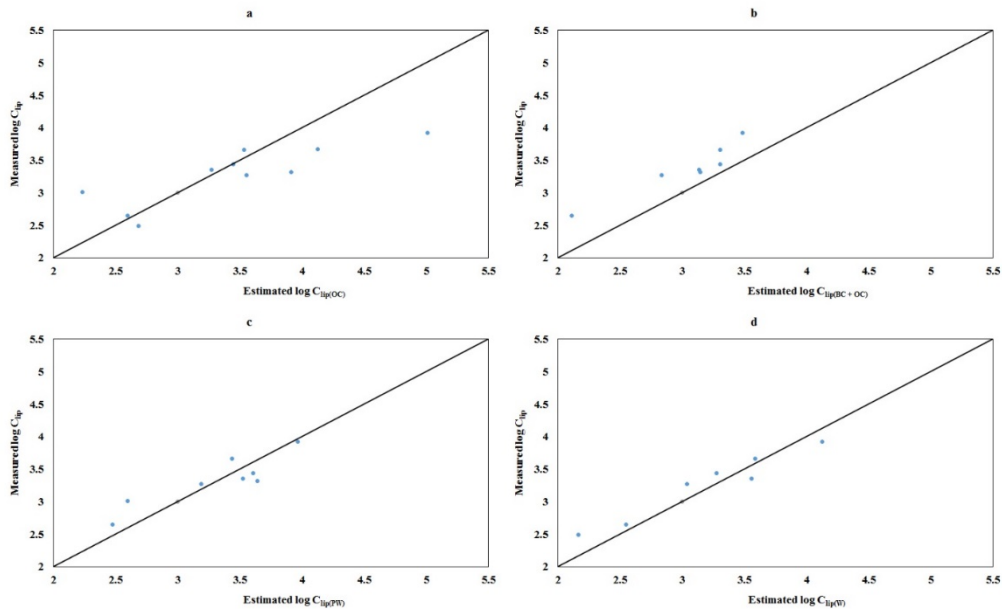 a
5.5
5
4.5
4
3.5
3
2.5
2
Measured log Clip
2 2.5 3 3.5 4 4.5 5 5.5
Estimated log Clip(OC)
b
5.5
5
4.5
4
3.5
3
2.5
2
Measured log Clip
2 2.5 3 3.5 4 4.5 5 5.5
Estimated log Clip(BC + OC)
c
5.5
5
4.5
4
3.5
3
2.5
2
Measured log Clip
2 2.5 3 3.5 4 4.5 5 5.5
Estimated log Clip(PW)
d
5.5
5
4.5
4
3.5
3
2.5
2
Measured log Clip
2 2.5 3 3.5 4 4.5 5 5.5
Estimated log Clip(W)